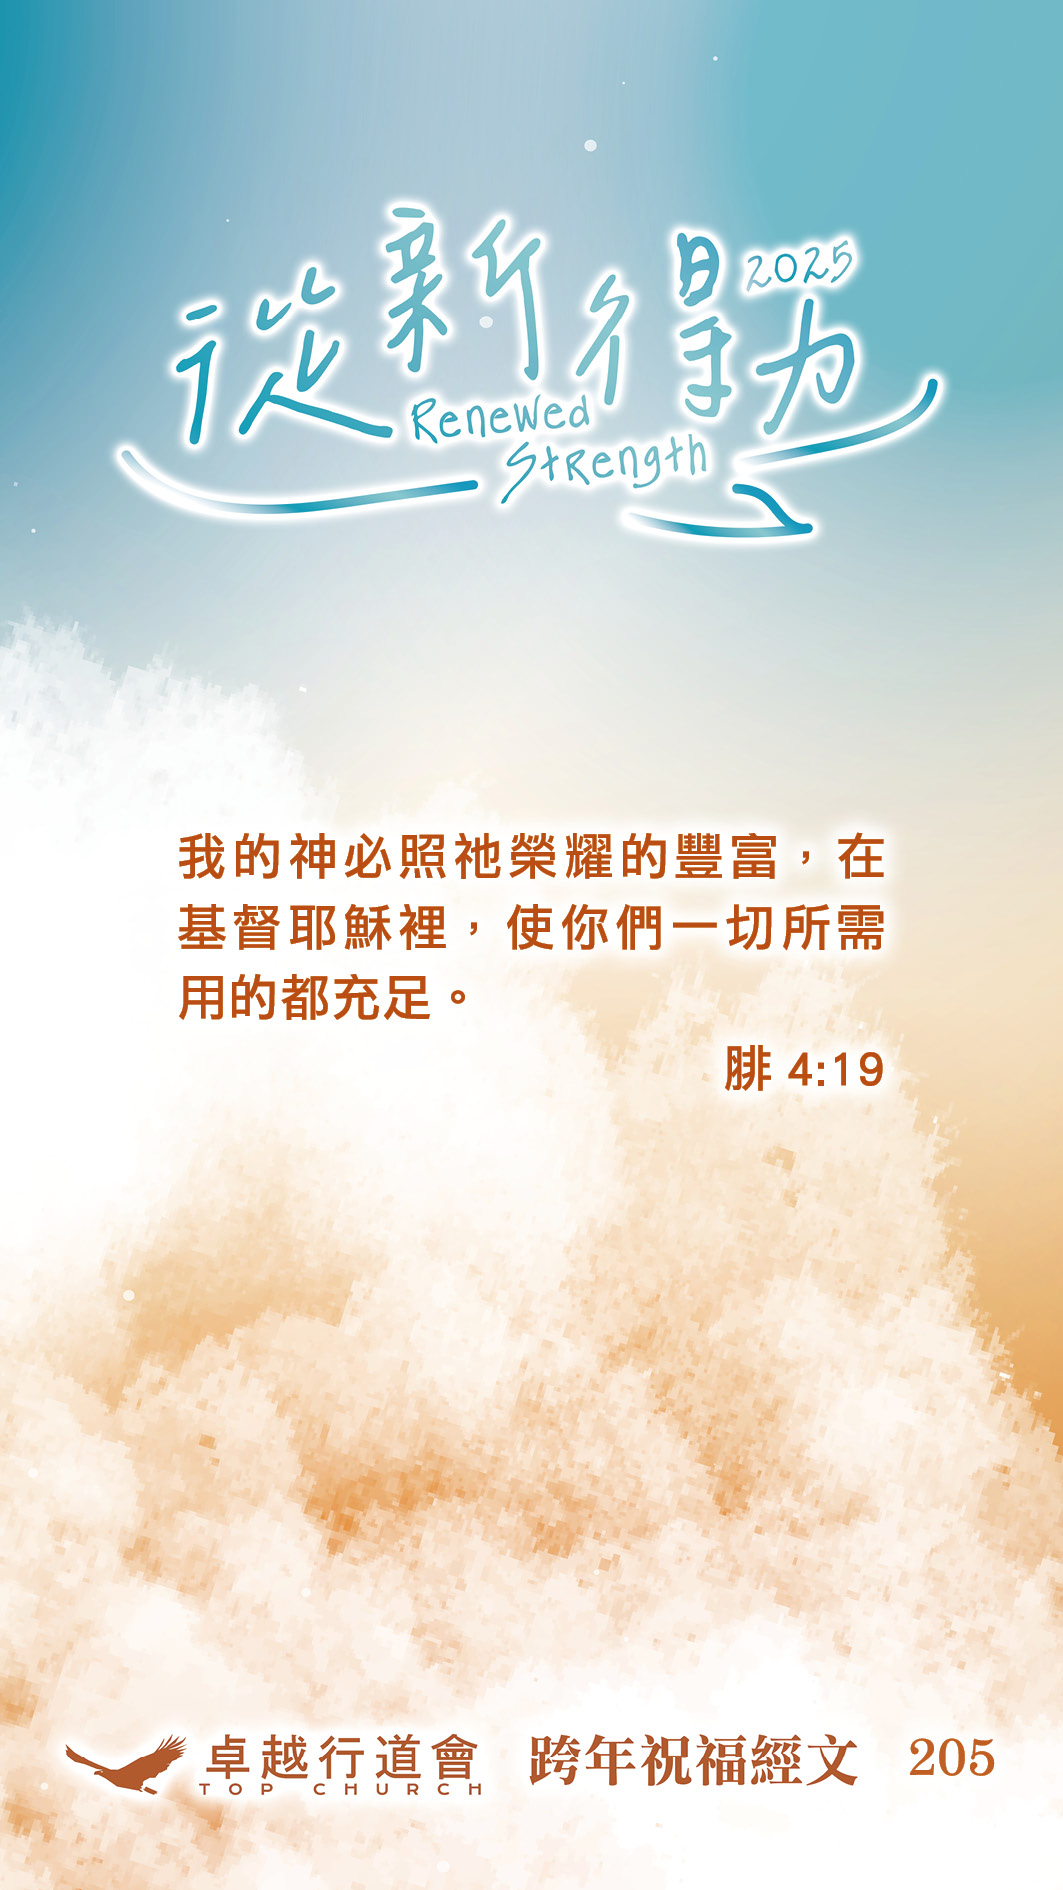 從新得力 2025
Renewed
Strength
我的神必照祂榮耀的豐富，在
基督耶穌裡，使你們一切所需
用的都充足。
腓 4:19
卓越行道會 跨年祝福經文 205
TOP CHURCH